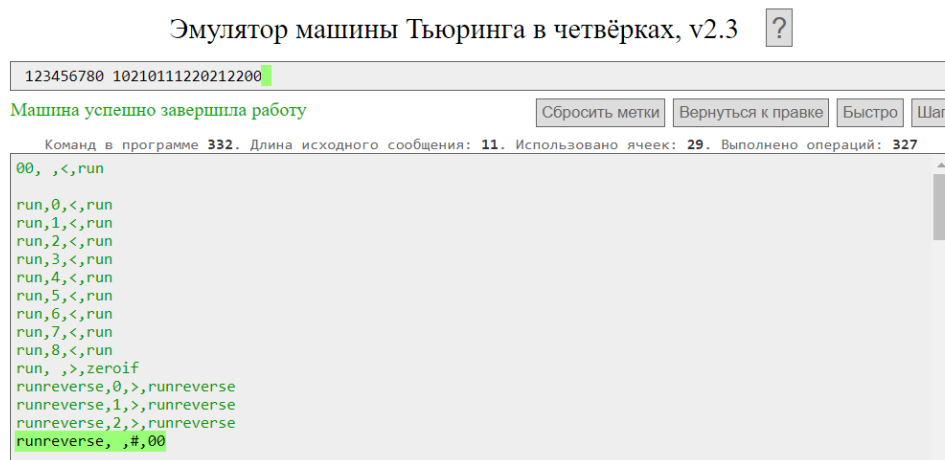 Эмулятор машины Тьюринга в четвёрках, v2.3 ?
123456780 10210111220212200
Машина успешно завершила работу Сбросить метки Вернуться к правке Быстро
Команд в программе 332. Длина исходного сообщения: 11. Использовано ячеек: 29. Выполнено операций: 327
00, ,<,run
run,0,<,run
run,1,<,run
run,2,<,run
run,3,<,run
run,4,<,run
run,5,<,run
run,6,<,run
run,7,<,run
run,8,<,run
run, ,>,zeroif
runreverse,0,>,runreverse
runreverse,1,>,runreverse
runreverse,2,>,runreverse
runreverse, ,#,00